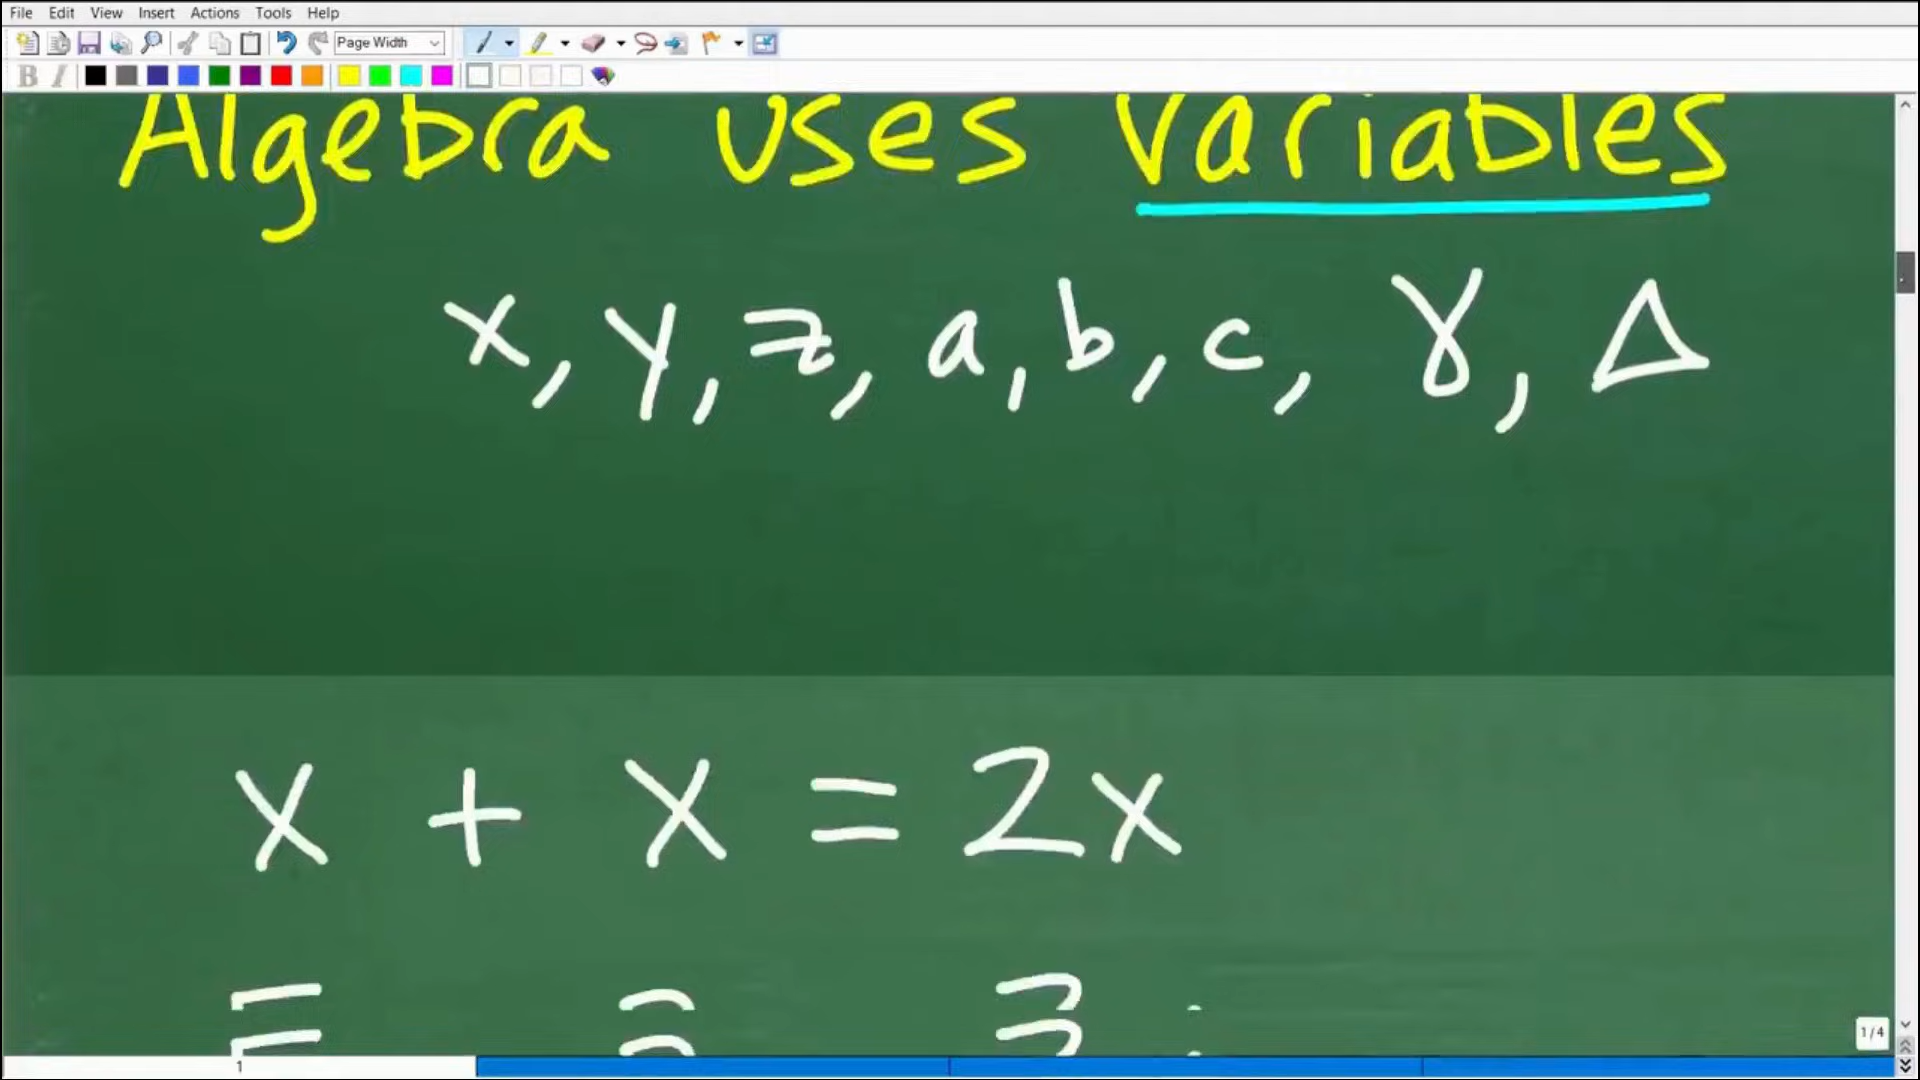 File Edit View Insert Actions Tools Help
Page Width
B I
Algebra uses variables
x, y, z, a, b, c, γ, Δ
x + x = 2x
1/4
1